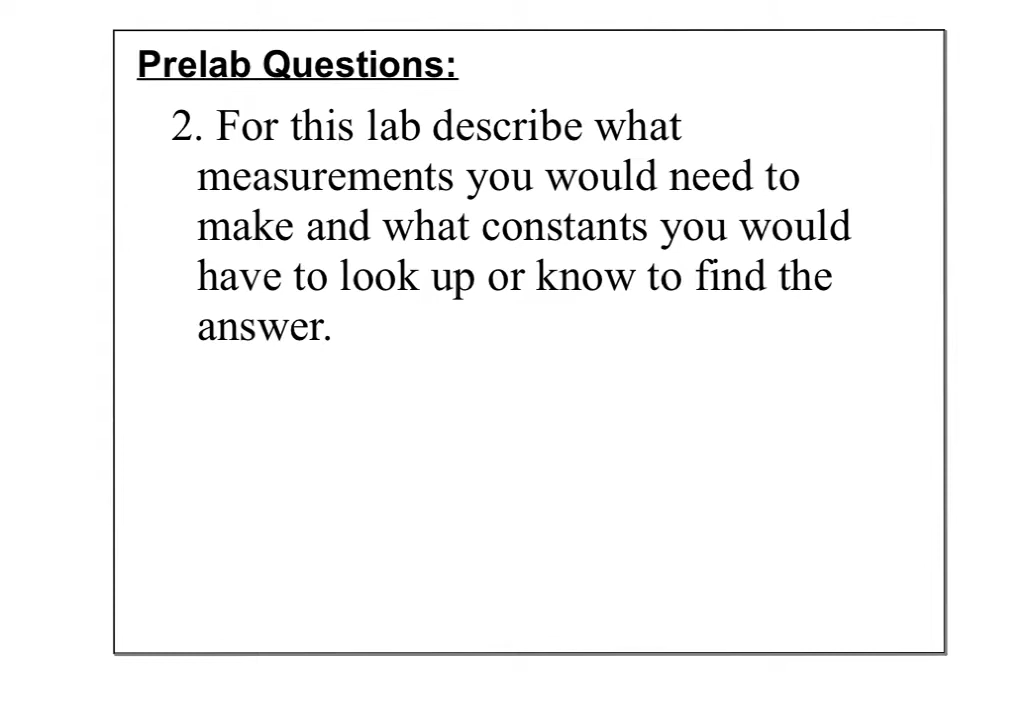 Prelab Questions:
2. For this lab describe what
measurements you would need to
make and what constants you would
have to look up or know to find the
answer.